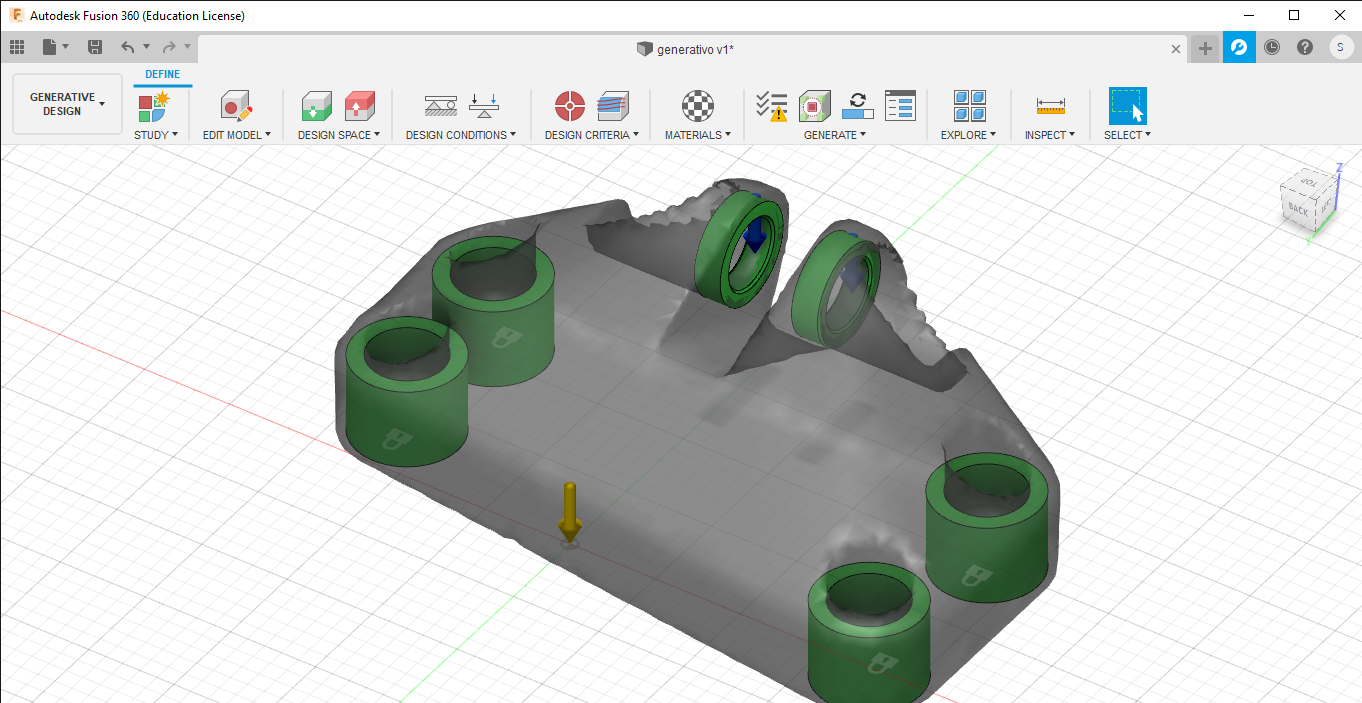 Autodesk Fusion 360 (Education License)
generativo v1*
S
DEFINE
GENERATIVE
DESIGN
STUDY
EDIT MODEL
DESIGN SPACE
DESIGN CONDITIONS
DESIGN CRITERIA
MATERIALS
GENERATE
EXPLORE
INSPECT
SELECT
Z
TOP
BACK
Y